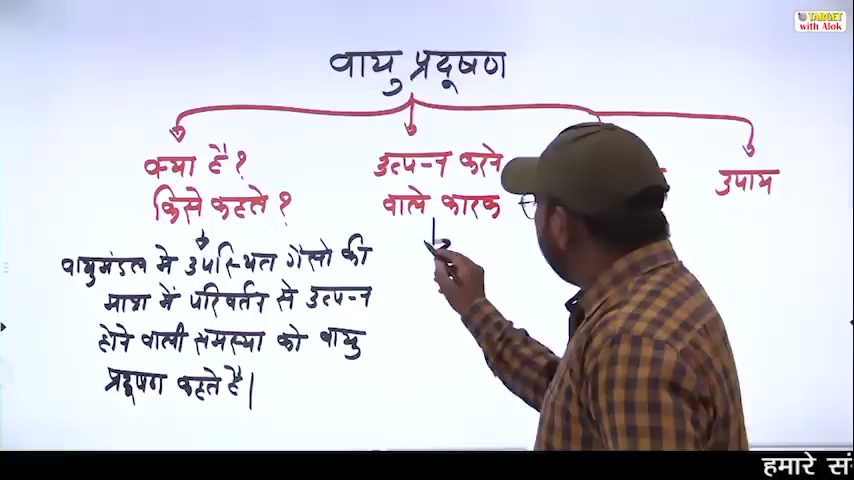 TARGET
with Alok
वायु प्रदूषण
क्या है?
किसे कहते?
उत्पन्न करने
वाले कारक
उपाय
वायुमंडल मे उपस्थित गैसो की
मात्रा में परिवर्तन से उत्पन्न
होने वाली समस्या को वायु
प्रदूषण कहते है।
हमारे सं